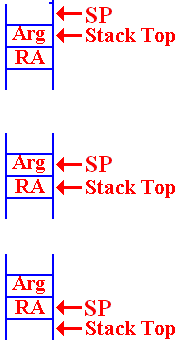 SP
Arg Stack Top
RA
Arg SP
RA Stack Top
Arg
RA SP
Stack Top